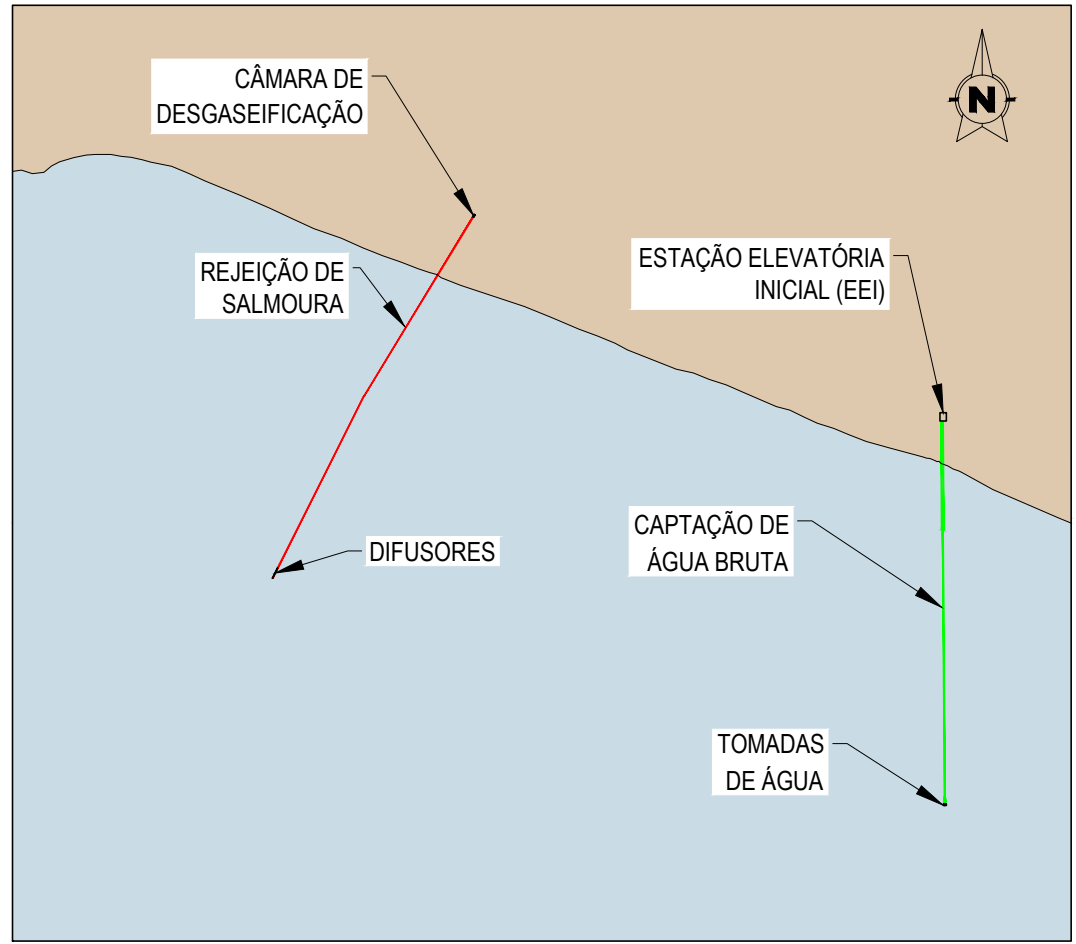 CÂMARA DE
DESGASEIFICAÇÃO
N
REJEIÇÃO DE
SALMOURA
ESTAÇÃO ELEVATÓRIA
INICIAL (EEI)
DIFUSORES
CAPTAÇÃO DE
ÁGUA BRUTA
TOMADAS
DE ÁGUA